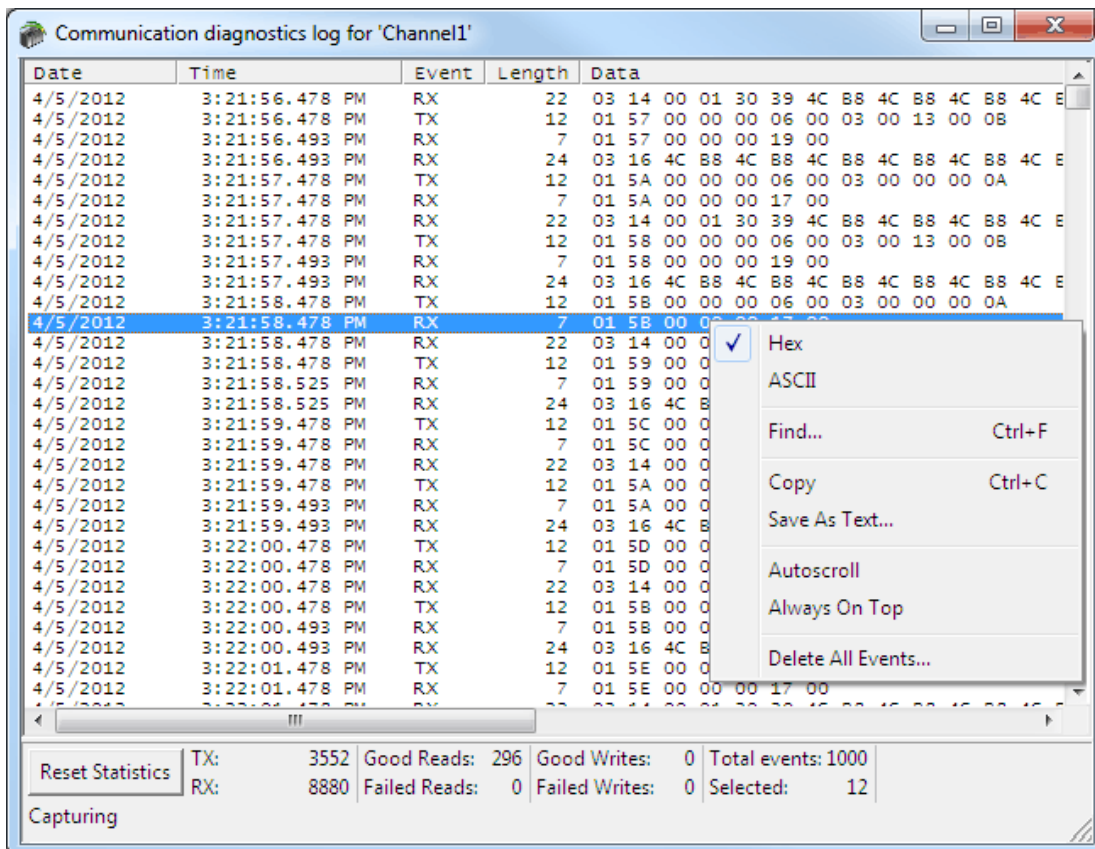 Communication diagnostics log for 'Channel1'
Date Time Event Length Data
4/5/2012 3:21:56.478 PM RX 22 03 14 00 01 30 39 4C B8 4C B8 4C B8 4C
4/5/2012 3:21:56.478 PM TX 12 01 57 00 00 00 06 00 03 00 13 00 0B
4/5/2012 3:21:56.493 PM RX 7 01 57 00 00 00 19 00
4/5/2012 3:21:56.493 PM RX 24 03 16 4C B8 4C B8 4C B8 4C B8 4C B8 4C
4/5/2012 3:21:57.478 PM TX 12 01 5A 00 00 00 06 00 03 00 00 00 0A
4/5/2012 3:21:57.478 PM RX 7 01 5A 00 00 00 17 00
4/5/2012 3:21:57.478 PM RX 22 03 14 00 01 30 39 4C B8 4C B8 4C B8 4C
4/5/2012 3:21:57.478 PM TX 12 01 58 00 00 00 06 00 03 00 13 00 0B
4/5/2012 3:21:57.493 PM RX 7 01 58 00 00 00 19 00
4/5/2012 3:21:57.493 PM RX 24 03 16 4C B8 4C B8 4C B8 4C B8 4C B8 4C
4/5/2012 3:21:58.478 PM TX 12 01 5B 00 00 00 06 00 03 00 00 00 0A
4/5/2012 3:21:58.478 PM RX 7 01 5B 00 00 00 17 00
4/5/2012 3:21:58.478 PM RX 22 03 14 00
4/5/2012 3:21:58.478 PM TX 12 01 59 00
4/5/2012 3:21:58.525 PM RX 7 01 59 00
4/5/2012 3:21:58.525 PM RX 24 03 16 4C
4/5/2012 3:21:59.478 PM TX 12 01 5C 00
4/5/2012 3:21:59.478 PM RX 7 01 5C 00
4/5/2012 3:21:59.478 PM RX 22 03 14 00
4/5/2012 3:21:59.478 PM TX 12 01 5A 00
4/5/2012 3:21:59.493 PM RX 7 01 5A 00
4/5/2012 3:21:59.493 PM RX 24 03 16 4C
4/5/2012 3:22:00.478 PM TX 12 01 5D 00
4/5/2012 3:22:00.478 PM RX 7 01 5D 00
4/5/2012 3:22:00.478 PM RX 22 03 14 00
4/5/2012 3:22:00.478 PM TX 12 01 5B 00
4/5/2012 3:22:00.493 PM RX 7 01 5B 00
4/5/2012 3:22:00.493 PM RX 24 03 16 4C
4/5/2012 3:22:01.478 PM TX 12 01 5E 00
4/5/2012 3:22:01.478 PM RX 7 01 5E 00 00 00 17 00
Hex
ASCII
Find... Ctrl+F
Copy Ctrl+C
Save As Text...
Autoscroll
Always On Top
Delete All Events...
Reset Statistics
TX: 3552 Good Reads: 296 Good Writes: 0 Total events: 1000
RX: 8880 Failed Reads: 0 Failed Writes: 0 Selected: 12
Capturing